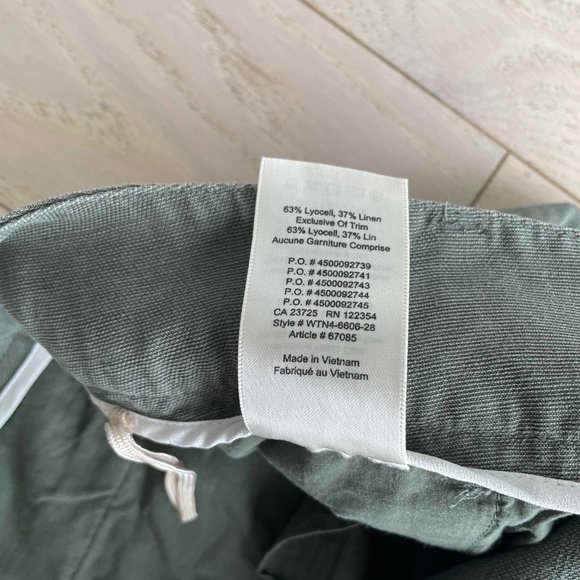 63% Lyocell, 37% Linen
Exclusive Of Trim
63% Lyocell, 37% Lin
Aucune Garniture Comprise
P.O. # 4500092739
P.O. # 4500092741
P.O. # 4500092743
P.O. # 4500092744
P.O. # 4500092745
CA 23725 RN 122354
Style # WTN4-6606-28
Article # 67085
Made in Vietnam
Fabriqué au Vietnam